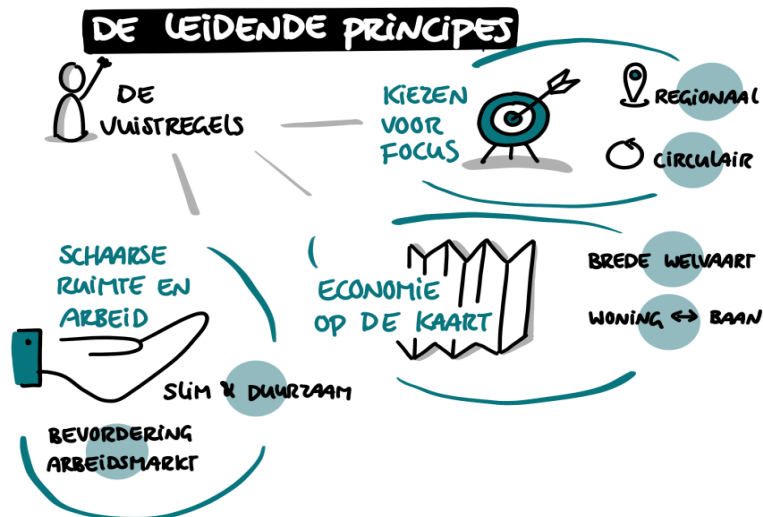 DE LEIDENDE PRINCIPES
DE
VUISTREGELS
KIEZEN
VOOR
FOCUS
REGIONAAL
CIRCULAIR
SCHAARSE
RUIMTE EN
ARBEID
SLIM & DUURZAAM
BEVORDERING
ARBEIDSMARKT
ECONOMIE
OP DE KAART
BREDE WELVAART
WONING ↔ BAAN